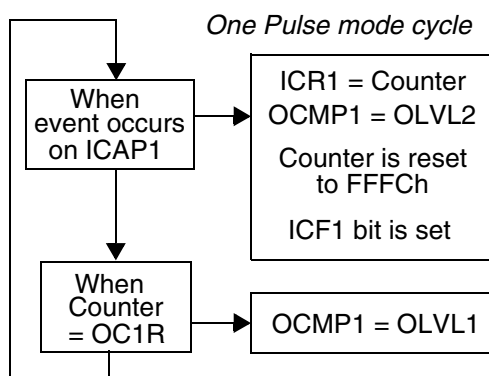 One Pulse mode cycle
When
event occurs
on ICAP1
ICR1 = Counter
OCMP1 = OLVL2
Counter is reset
to FFFCh
ICF1 bit is set
When
Counter
= OC1R
OCMP1 = OLVL1